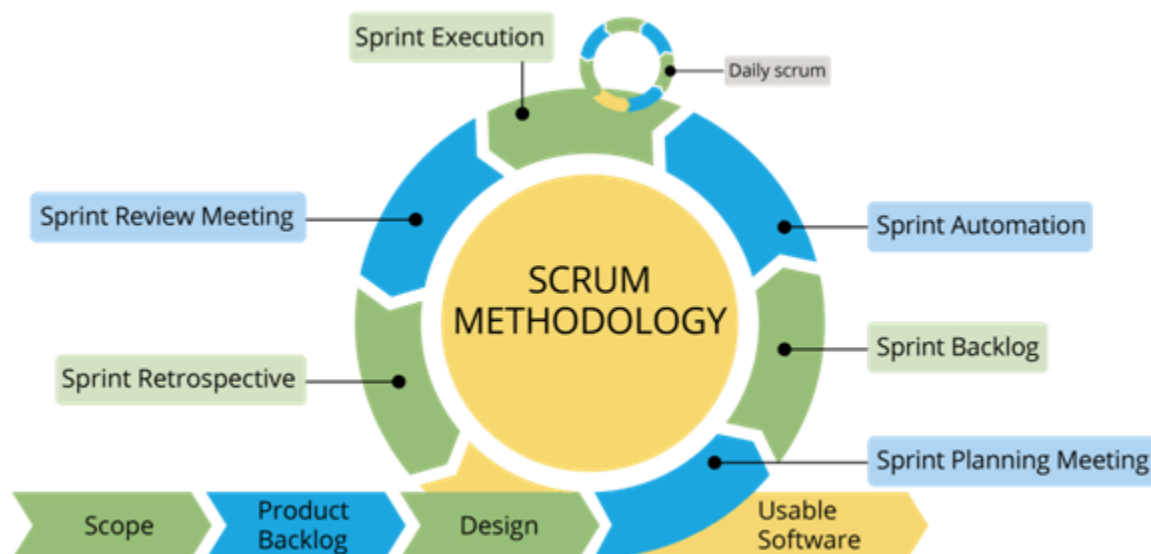 Sprint Execution
Daily scrum
Sprint Review Meeting
Sprint Automation
SCRUM
METHODOLOGY
Sprint Backlog
Sprint Retrospective
Sprint Planning Meeting
Scope
Product
Backlog
Design
Usable
Software